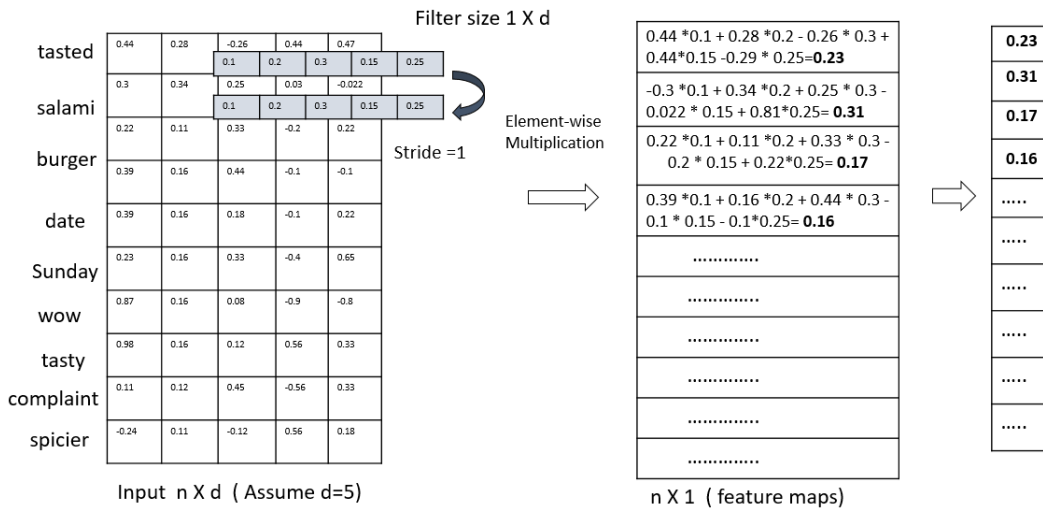 Filter size 1 X d
tasted 0.44 0.28 -0.26 0.44 0.47
0.1 0.2 0.3 0.15 0.25
salami 0.3 0.34 0.25 0.03 -0.022
0.1 0.2 0.3 0.15 0.25
burger 0.22 0.11 0.33 -0.2 0.22
0.39 0.16 0.44 -0.1 -0.1
date 0.39 0.16 0.18 -0.1 0.22
Sunday 0.23 0.16 0.33 -0.4 0.65
wow 0.87 0.16 0.08 -0.9 -0.8
tasty 0.98 0.16 0.12 0.56 0.33
complaint 0.11 0.12 0.45 -0.56 0.33
spicier -0.24 0.11 -0.12 0.56 0.18
Input n X d ( Assume d=5)
Stride =1
Element-wise
Multiplication
0.44 *0.1 + 0.28 *0.2 - 0.26 * 0.3 +
0.44*0.15 -0.29 * 0.25=0.23
-0.3 *0.1 + 0.34 *0.2 + 0.25 * 0.3 -
0.022 * 0.15 + 0.81*0.25= 0.31
0.22 *0.1 + 0.11 *0.2 + 0.33 * 0.3 -
0.2 * 0.15 + 0.22*0.25= 0.17
0.39 *0.1 + 0.16 *0.2 + 0.44 * 0.3 -
0.1 * 0.15 - 0.1*0.25= 0.16
.............
..............
..............
..............
..............
..............
n X 1 ( feature maps)
0.23
0.31
0.17
0.16
.....
.....
.....
.....
.....
.....